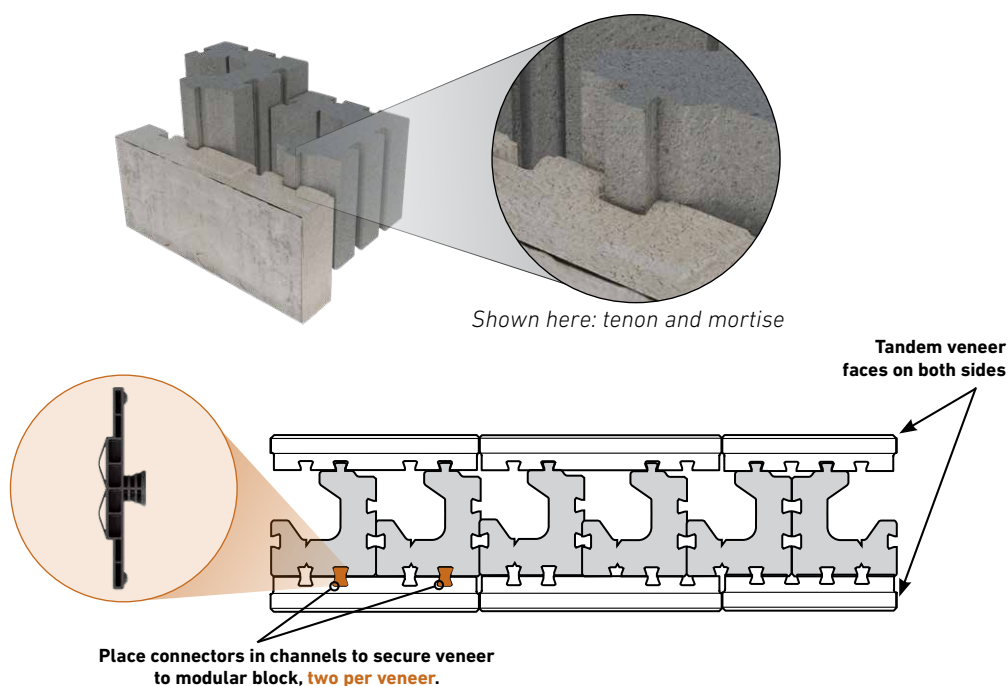 Shown here: tenon and mortise
Tandem veneer
faces on both sides
Place connectors in channels to secure veneer
to modular block, two per veneer.